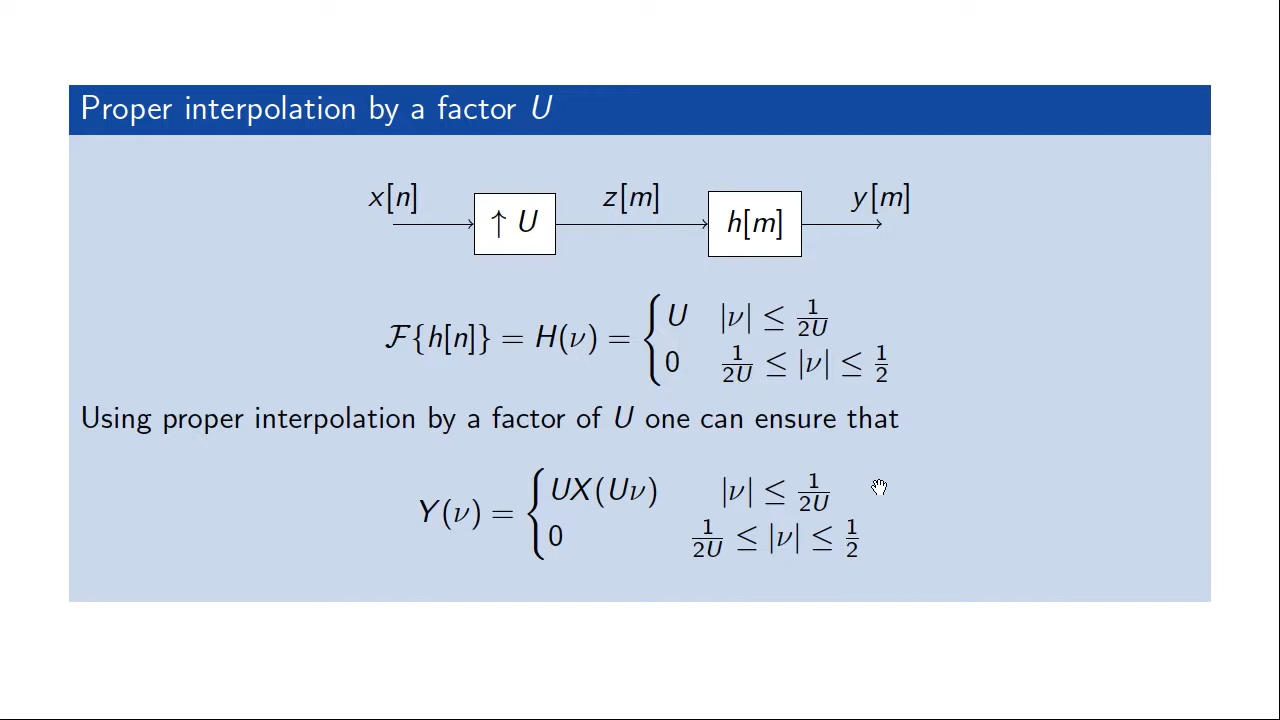 Proper interpolation by a factor U
x[n] z[m] y[m]
↑ U h[m]
F{h[n]} = H(ν) = { U |ν| ≤ 1/2U
0 1/2U ≤ |ν| ≤ 1/2
Using proper interpolation by a factor of U one can ensure that
Y(ν) = { UX(Uν) |ν| ≤ 1/2U
0 1/2U ≤ |ν| ≤ 1/2